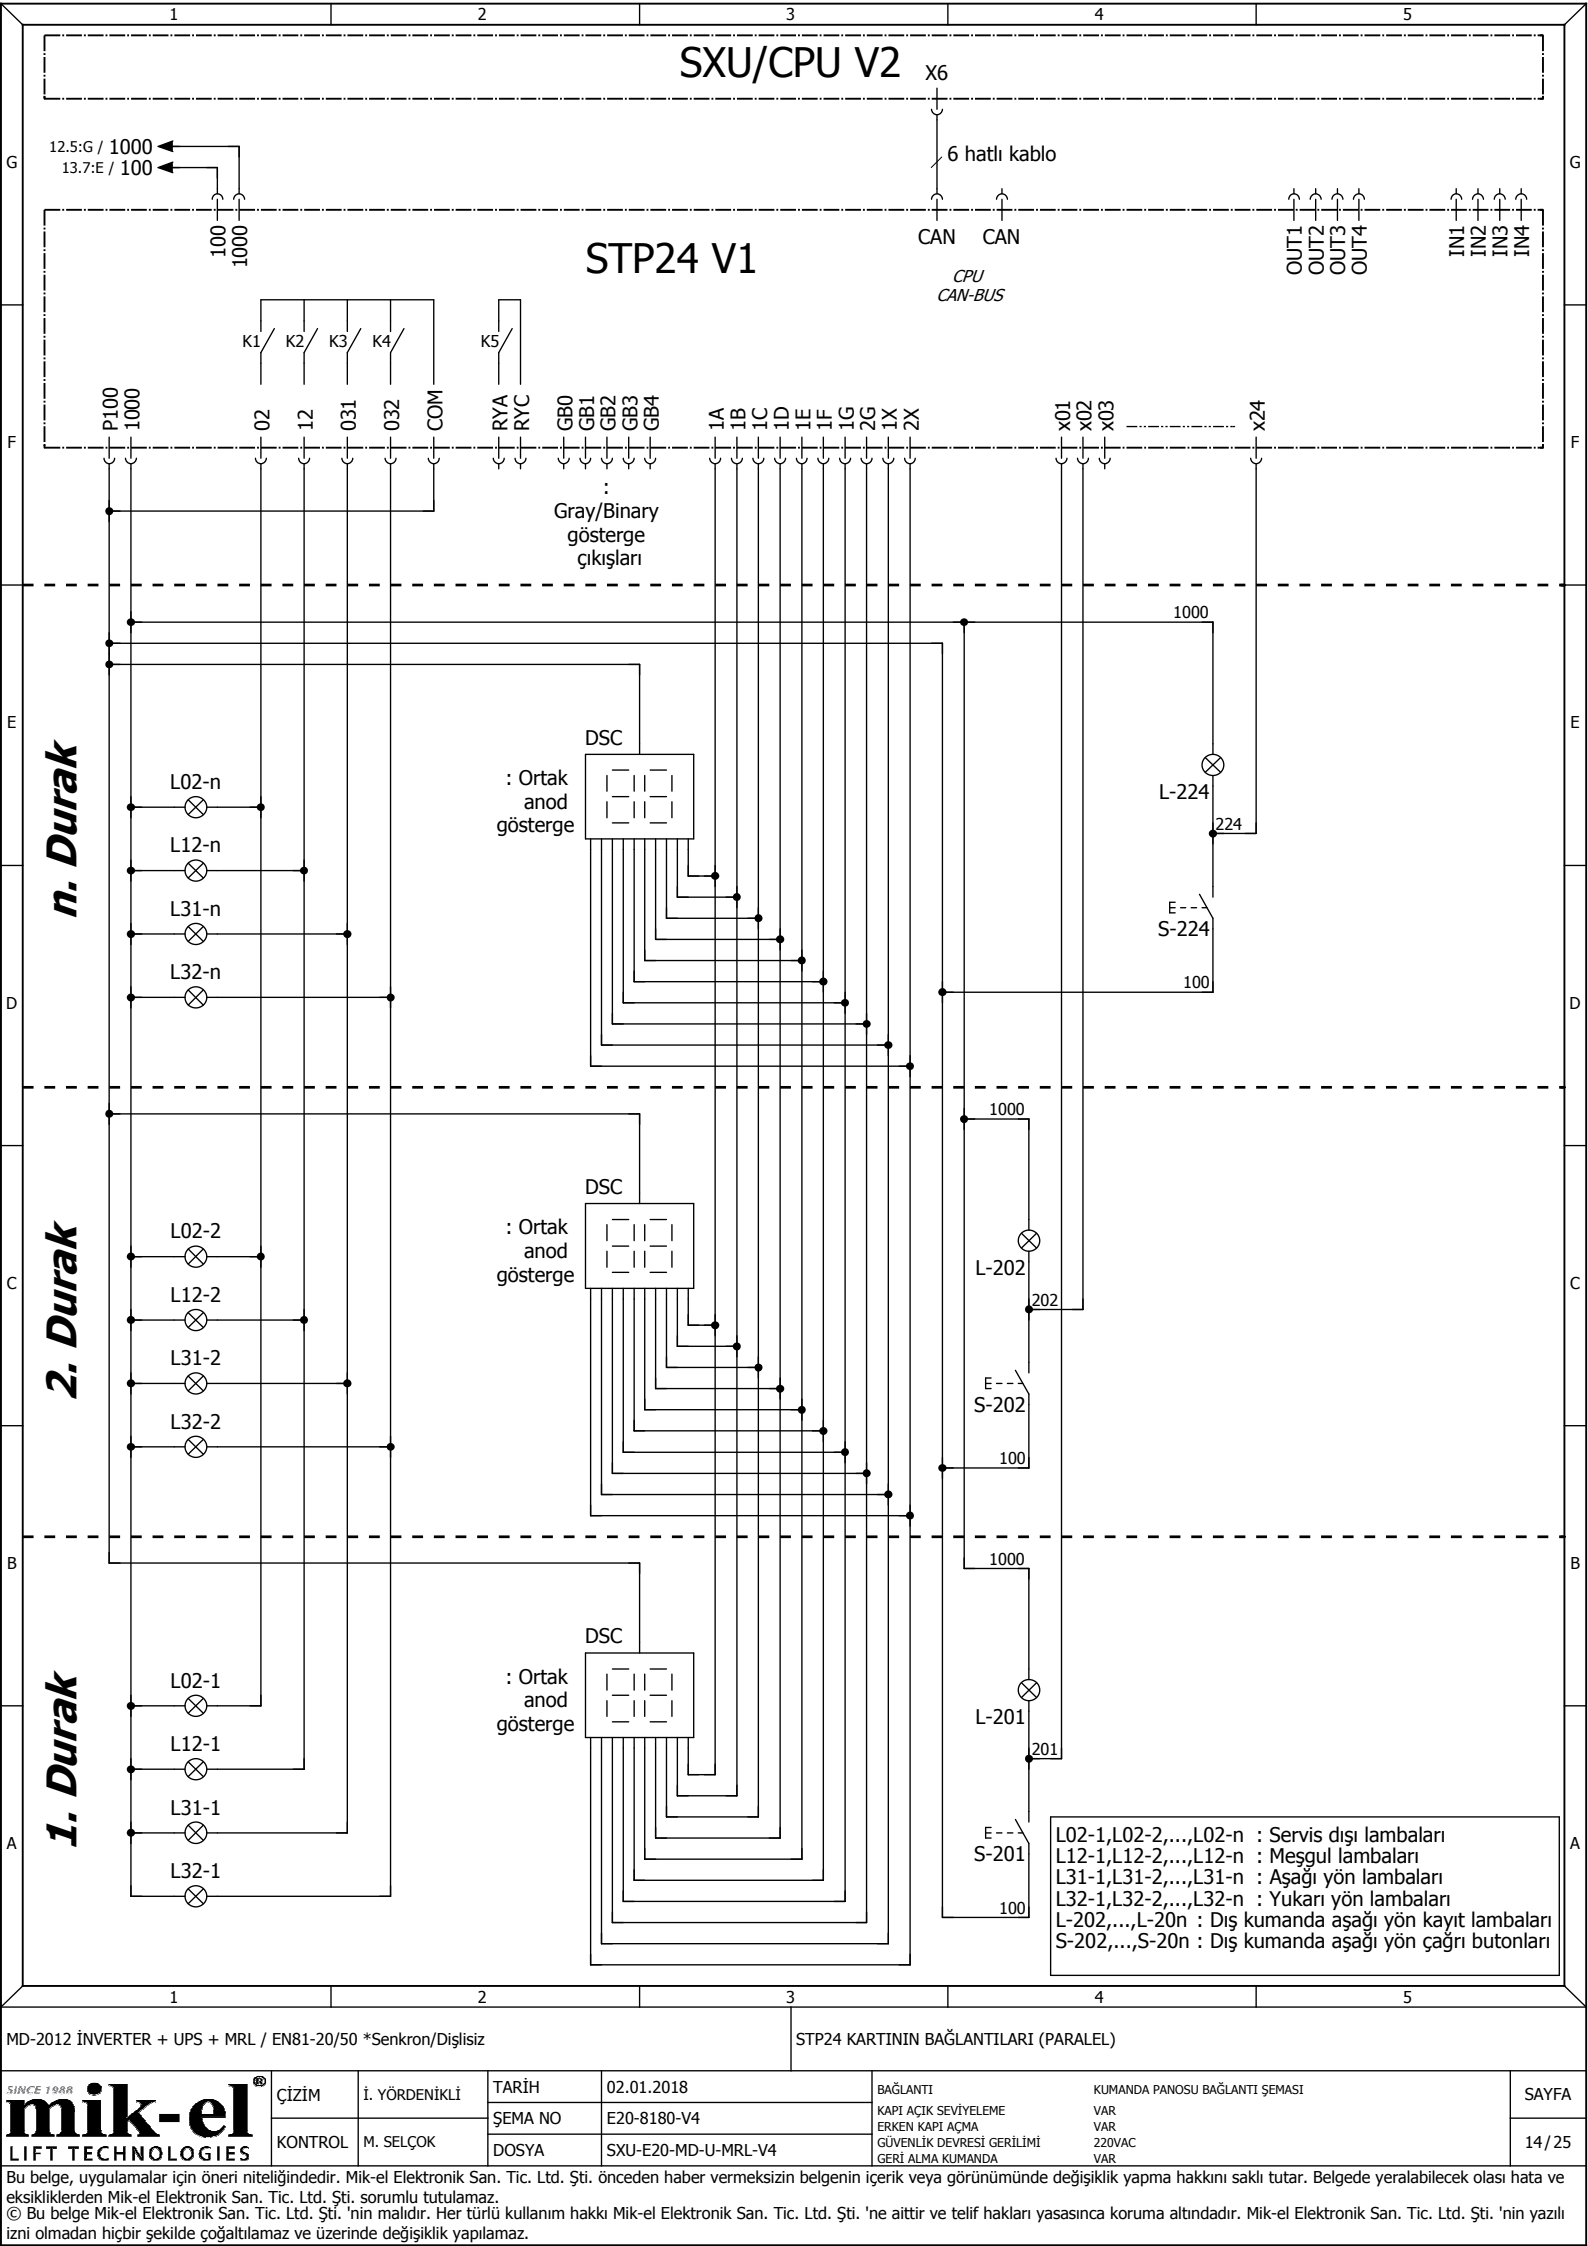 1 2 3 4 5
SXU/CPU V2
X6
12.5:G / 1000
13.7:E / 100
6 hatlı kablo
G G
100
1000
STP24 V1
CAN CAN
CPU
CAN-BUS
OUT1
OUT2
OUT3
OUT4
IN1
IN2
IN3
IN4
K1 K2 K3 K4 K5
P100
1000
02
12
031
032
COM
RYA
RYC
GB0
GB1
GB2
GB3
GB4
1A
1B
1C
1D
1E
1F
1G
2G
1X
2X
x01
x02
x03
x24
F F
:
Gray/Binary
gösterge
çıkışları
1000
E E
n. Durak
DSC
: Ortak
anod
gösterge
L02-n
L12-n
L31-n
L32-n
L-224
224
E
S-224
100
D D
1000
2. Durak
DSC
: Ortak
anod
gösterge
L02-2
L12-2
L31-2
L32-2
L-202
202
E
S-202
100
C C
B B
1000
1. Durak
DSC
: Ortak
anod
gösterge
L02-1
L12-1
L31-1
L32-1
L-201
201
E
S-201
100
A A
L02-1,L02-2,...,L02-n : Servis dışı lambaları
L12-1,L12-2,...,L12-n : Meşgul lambaları
L31-1,L31-2,...,L31-n : Aşağı yön lambaları
L32-1,L32-2,...,L32-n : Yukarı yön lambaları
L-202,...,L-20n : Dış kumanda aşağı yön kayıt lambaları
S-202,...,S-20n : Dış kumanda aşağı yön çağrı butonları
1 2 3 4 5
MD-2012 İNVERTER + UPS + MRL / EN81-20/50 *Senkron/Dişlisiz
STP24 KARTININ BAĞLANTILARI (PARALEL)
SINCE 1988
mik-el®
LIFT TECHNOLOGIES
ÇİZİM İ. YÖRDENİKLİ
KONTROL M. SELÇOK
TARİH 02.01.2018
ŞEMA NO E20-8180-V4
DOSYA SXU-E20-MD-U-MRL-V4
BAĞLANTI KUMANDA PANOSU BAĞLANTI ŞEMASI
KAPI AÇIK SEVİYELEME VAR
ERKEN KAPI AÇMA VAR
GÜVENLİK DEVRESİ GERİLİMİ 220VAC
GERİ ALMA KUMANDA VAR
SAYFA
14/25
Bu belge, uygulamalar için öneri niteliğindedir. Mik-el Elektronik San. Tic. Ltd. Şti. önceden haber vermeksizin belgenin içerik veya görünümünde değişiklik yapma hakkını saklı tutar. Belgede yeralabilecek olası hata ve
eksikliklerden Mik-el Elektronik San. Tic. Ltd. Şti. sorumlu tutulamaz.
© Bu belge Mik-el Elektronik San. Tic. Ltd. Şti. 'nin malıdır. Her türlü kullanım hakkı Mik-el Elektronik San. Tic. Ltd. Şti. 'ne aittir ve telif hakları yasasınca koruma altındadır. Mik-el Elektronik San. Tic. Ltd. Şti. 'nin yazılı
izni olmadan hiçbir şekilde çoğaltılamaz ve üzerinde değişiklik yapılamaz.